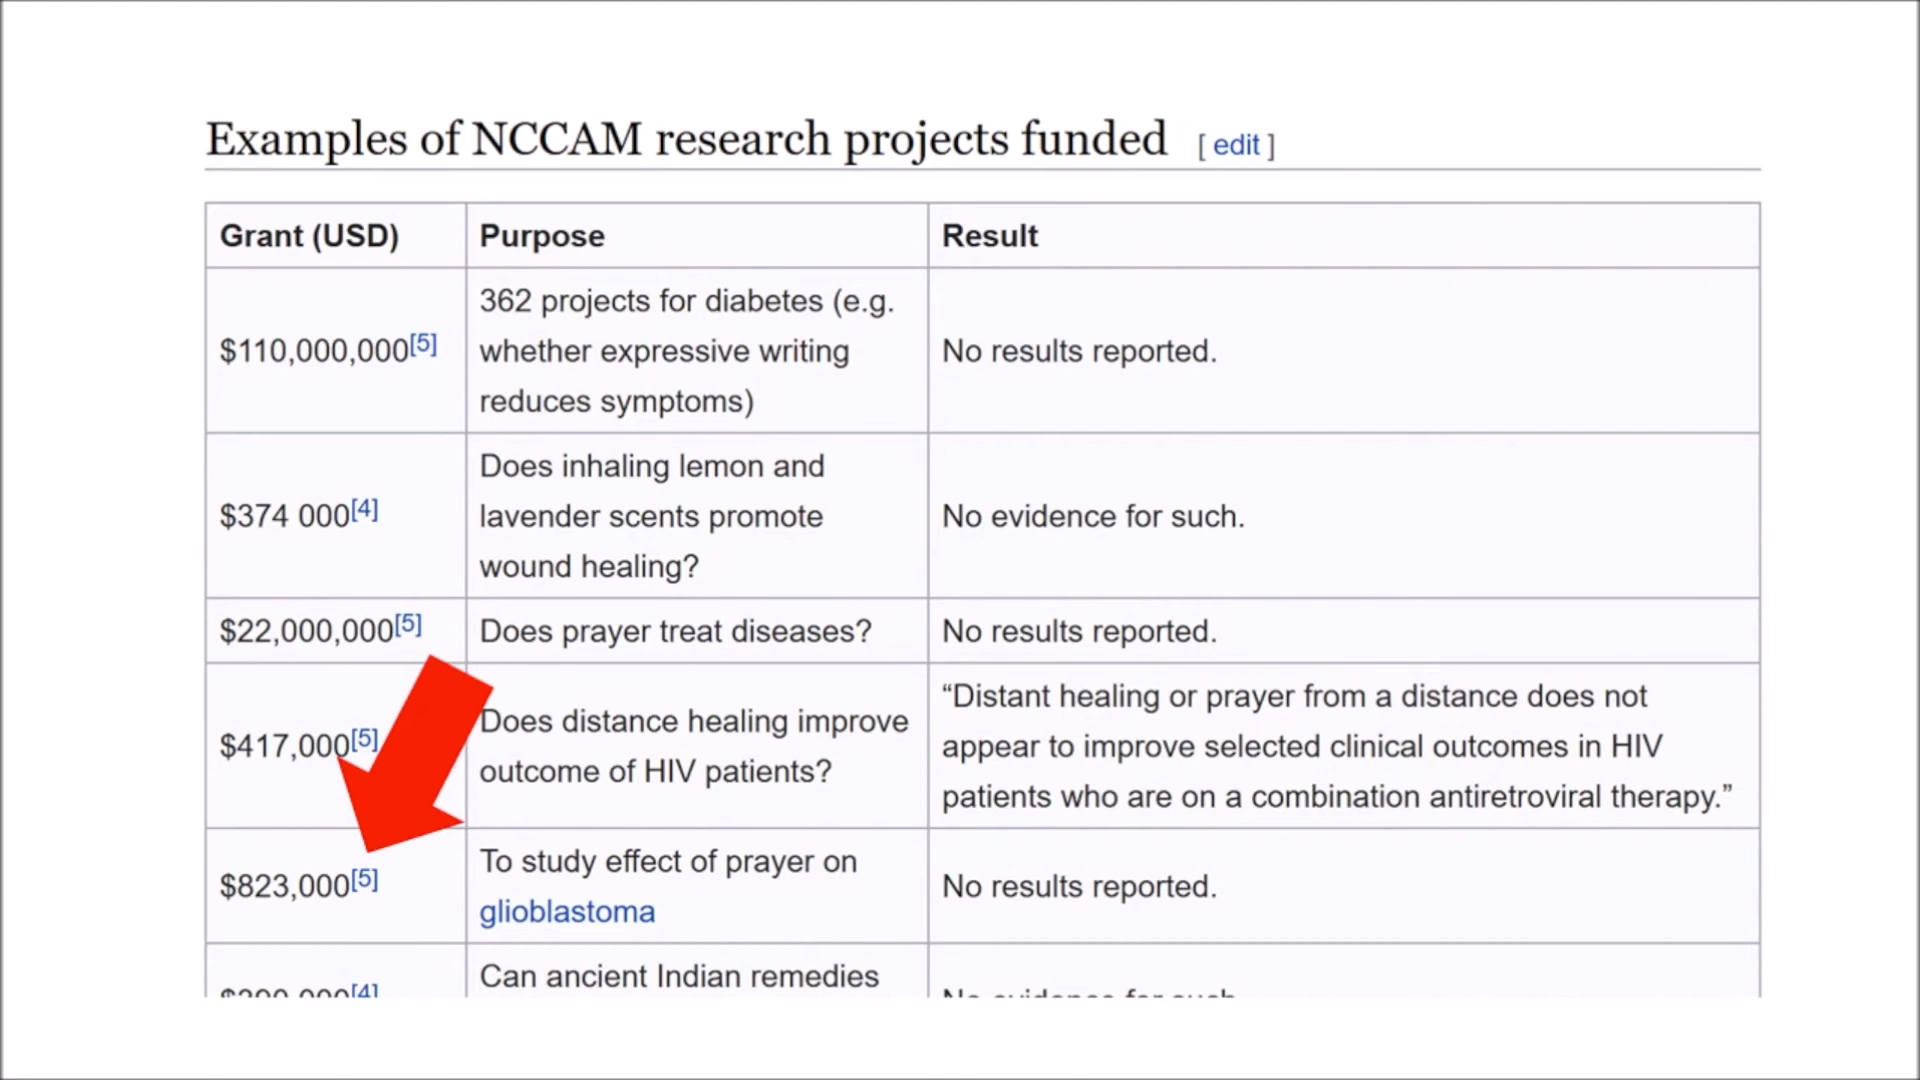 Examples of NCCAM research projects funded [ edit ]
Grant (USD) Purpose Result
$110,000,000[5]
362 projects for diabetes (e.g.
whether expressive writing
reduces symptoms)
No results reported.
$374 000[4]
Does inhaling lemon and
lavender scents promote
wound healing?
No evidence for such.
$22,000,000[5] Does prayer treat diseases? No results reported.
$417,000[5]
Does distance healing improve
outcome of HIV patients?
“Distant healing or prayer from a distance does not
appear to improve selected clinical outcomes in HIV
patients who are on a combination antiretroviral therapy.”
$823,000[5]
To study effect of prayer on
glioblastoma
No results reported.
Can ancient Indian remedies
No evidence for such